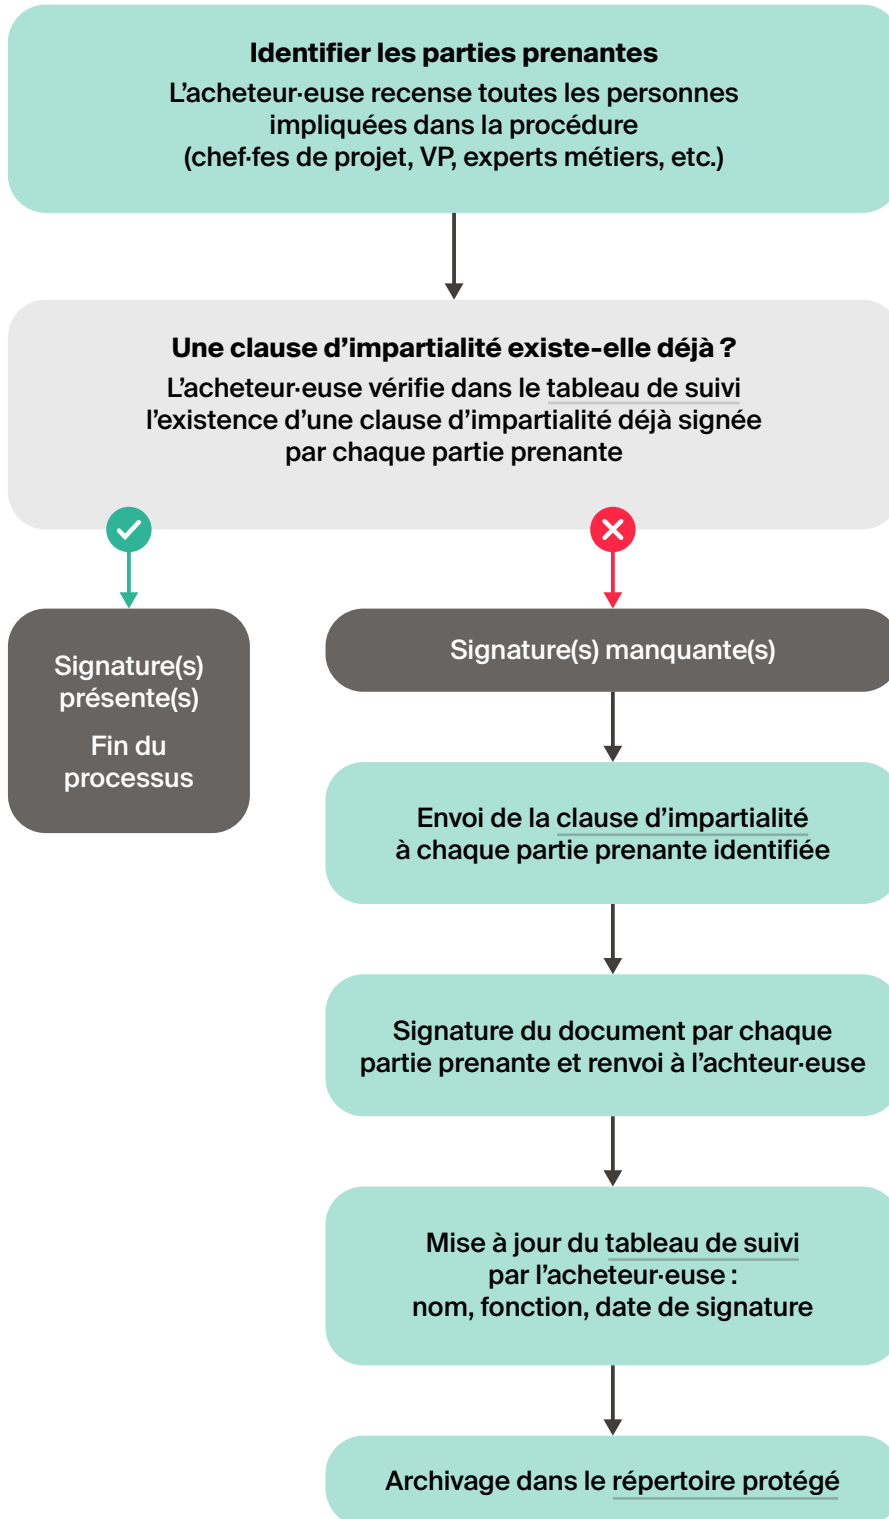 Identifier les parties prenantes
L'acheteur·euse recense toutes les personnes
impliquées dans la procédure
(chef·fes de projet, VP, experts métiers, etc.)
Une clause d'impartialité existe-elle déjà ?
L'acheteur·euse vérifie dans le tableau de suivi
l'existence d'une clause d'impartialité déjà signée
par chaque partie prenante
Signature(s)
présente(s)
Fin du
processus
Signature(s) manquante(s)
Envoi de la clause d'impartialité
à chaque partie prenante identifiée
Signature du document par chaque
partie prenante et renvoi à l'achteur·euse
Mise à jour du tableau de suivi
par l'acheteur·euse :
nom, fonction, date de signature
Archivage dans le répertoire protégé